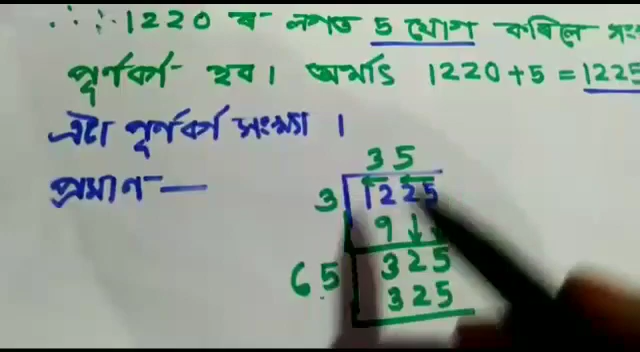 ∴ 1220 ৰ লগত 5 যোগ কৰিলে
পূৰ্ণবৰ্গ হব। অৰ্থাৎ 1220+5=1225
এটা পূৰ্ণবৰ্গ সংখ্যা।
প্ৰমাণ—
35
3 1225
9
65 325
325